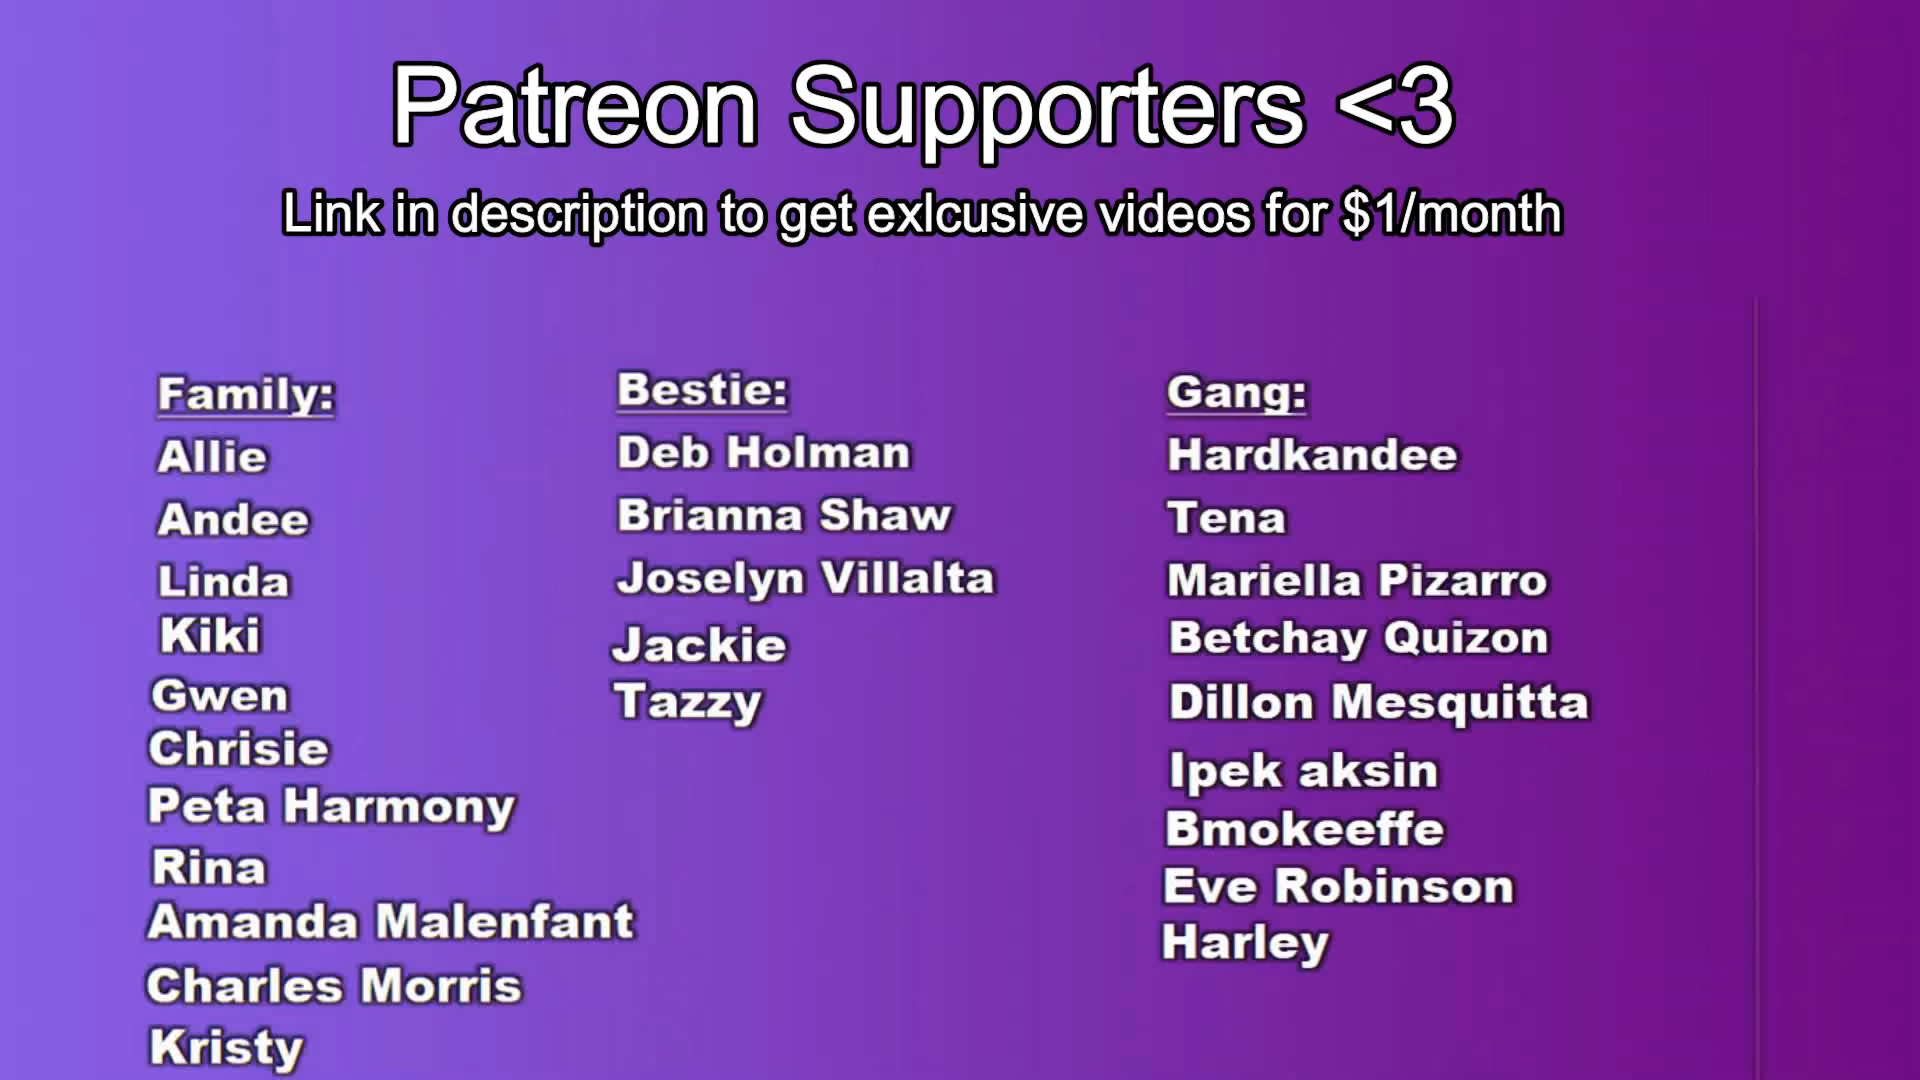 Patreon Supporters <3
Link in description to get exlcusive videos for $1/month
Family:
Allie
Andee
Linda
Kiki
Gwen
Chrisie
Peta Harmony
Rina
Amanda Malenfant
Charles Morris
Kristy
Bestie:
Deb Holman
Brianna Shaw
Joselyn Villalta
Jackie
Tazzy
Gang:
Hardkandee
Tena
Mariella Pizarro
Betchay Quizon
Dillon Mesquitta
Ipek aksin
Bmokeeffe
Eve Robinson
Harley